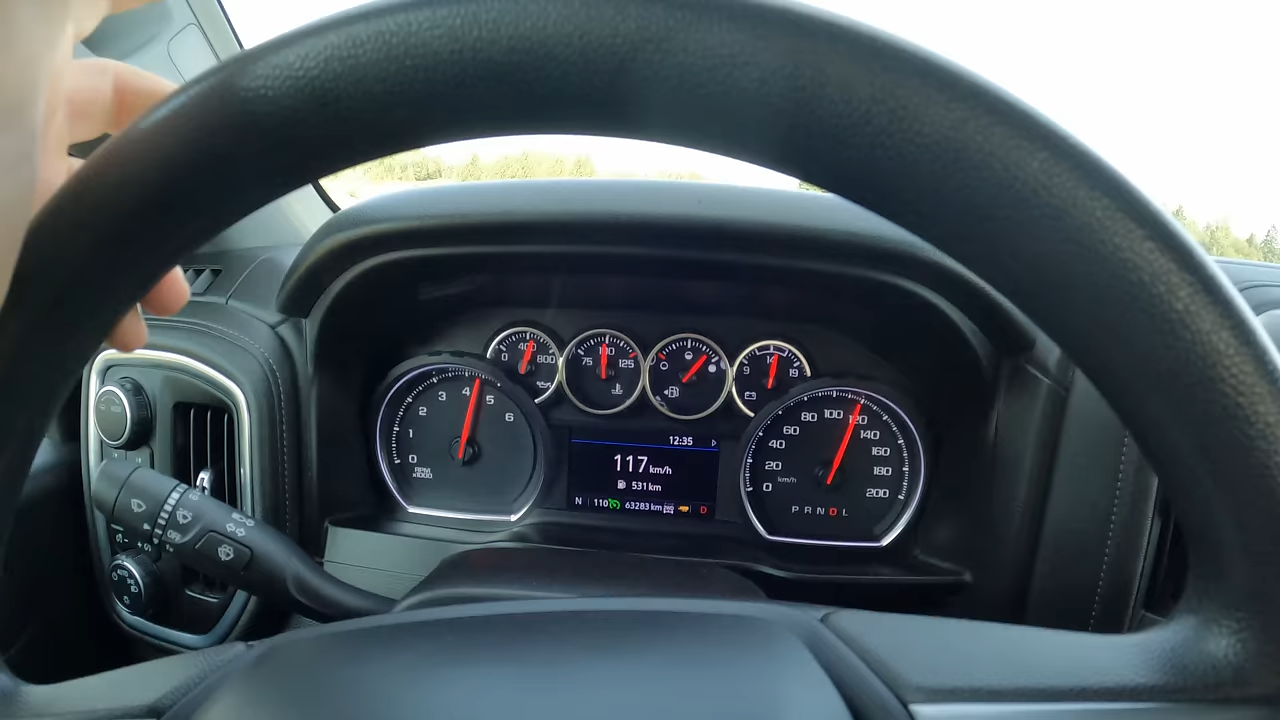 0 400 800
75 100 125
9 14 19
0 1 2 3 4 5 6
RPM
x1000
12:35
117 km/h
531 km
N 110 63283 km D
0 20 40 60 80 100 120 140 160 180 200
km/h
P R N D L
OFF
AUTO